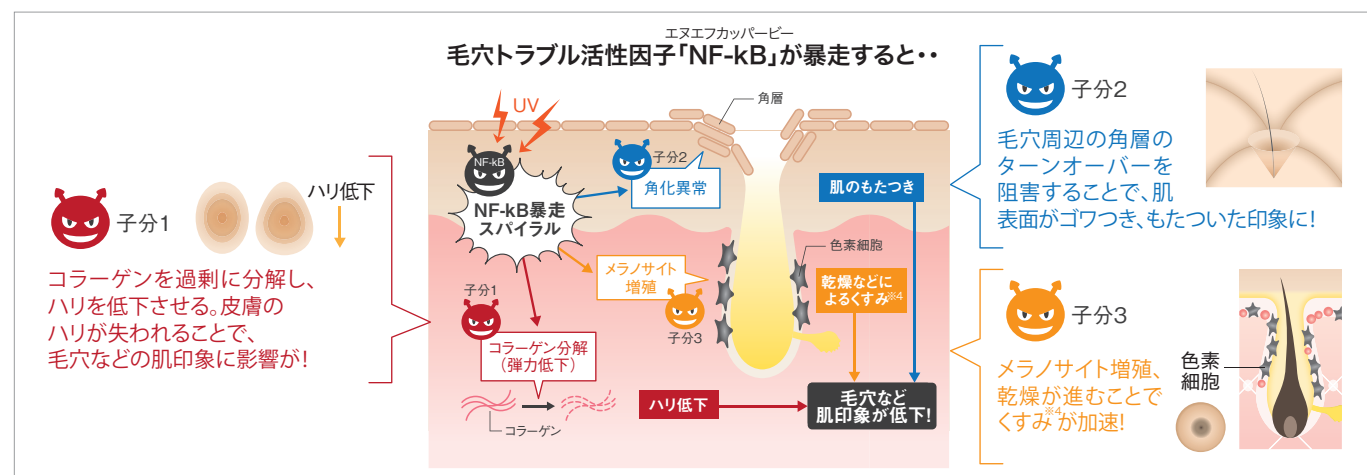 エヌエフカッパービー
毛穴トラブル活性因子「NF-kB」が暴走すると・・
子分1
ハリ低下
コラーゲンを過剰に分解し、
ハリを低下させる。皮膚の
ハリが失われることで、
毛穴などの肌印象に影響が!
UV
角層
NF-kB
NF-kB暴走
スパイラル
子分2
角化異常
肌のもたつき
メラノサイト
増殖
子分3
色素細胞
乾燥などに
よるくすみ※4
子分1
コラーゲン分解
(弾力低下)
コラーゲン
ハリ低下
毛穴など
肌印象が低下!
子分2
毛穴周辺の角層の
ターンオーバーを
阻害することで、肌
表面がゴワつき、もたついた印象に!
子分3
メラノサイト増殖、
乾燥が進むことで
くすみ※4が加速!
色素
細胞